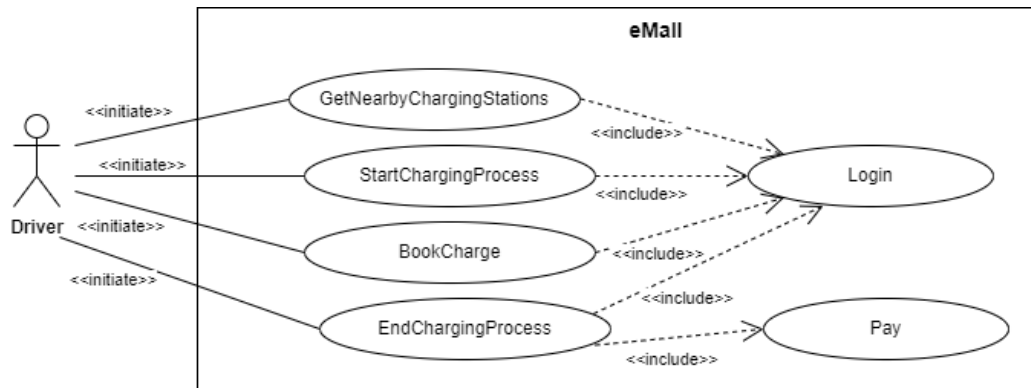 eMall
GetNearbyChargingStations
<<initiate>>
<<include>>
<<initiate>>
StartChargingProcess
<<include>>
Login
Driver
<<initiate>>
BookCharge
<<include>>
<<initiate>>
<<include>>
EndChargingProcess
<<include>>
Pay